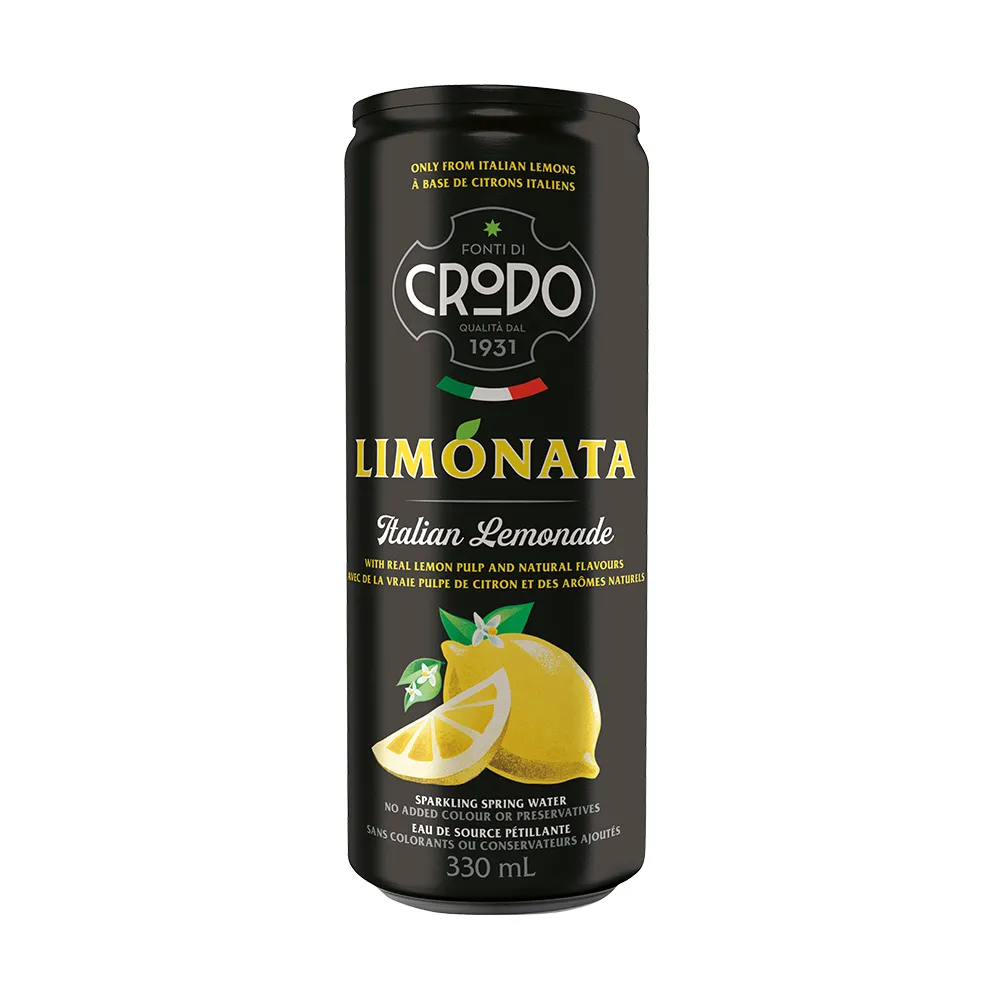 ONLY FROM ITALIAN LEMONS
À BASE DE CITRONS ITALIENS
FONTI DI
CRODO
QUALITÀ DAL
1931
LIMÓNATA
Italian Lemonade
WITH REAL LEMON PULP AND NATURAL FLAVOURS
AVEC DE LA VRAIE PULPE DE CITRON ET DES ARÔMES NATURELS
SPARKLING SPRING WATER
NO ADDED COLOUR OR PRESERVATIVES
EAU DE SOURCE PÉTILLANTE
SANS COLORANTS OU CONSERVATEURS AJOUTÉS
330 mL